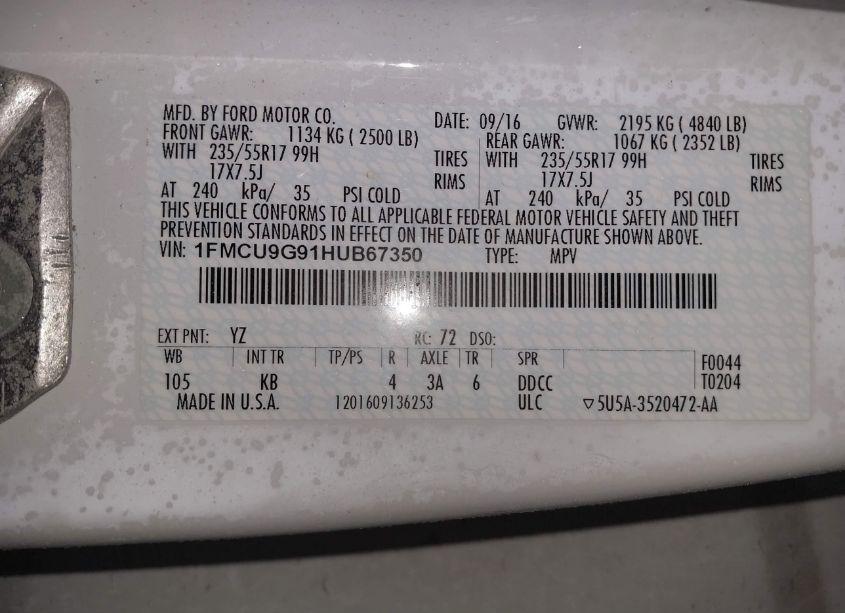 MFD. BY FORD MOTOR CO. DATE: 09/16 GVWR: 2195 KG ( 4840 LB)
FRONT GAWR: 1134 KG ( 2500 LB) REAR GAWR: 1067 KG ( 2352 LB)
WITH 235/55R17 99H TIRES WITH 235/55R17 99H TIRES
17X7.5J RIMS 17X7.5J RIMS
AT 240 kPa/ 35 PSI COLD AT 240 kPa/ 35 PSI COLD
THIS VEHICLE CONFORMS TO ALL APPLICABLE FEDERAL MOTOR VEHICLE SAFETY AND THEFT
PREVENTION STANDARDS IN EFFECT ON THE DATE OF MANUFACTURE SHOWN ABOVE.
VIN: 1FMCU9G91HUB67350 TYPE: MPV
EXT PNT: YZ RC: 72 DSO:
WB INT TR TP/PS R AXLE TR SPR F0044
105 KB 4 3A 6 DDCC T0204
MADE IN U.S.A. 1201609136253 ULC ▽5U5A-3520472-AA